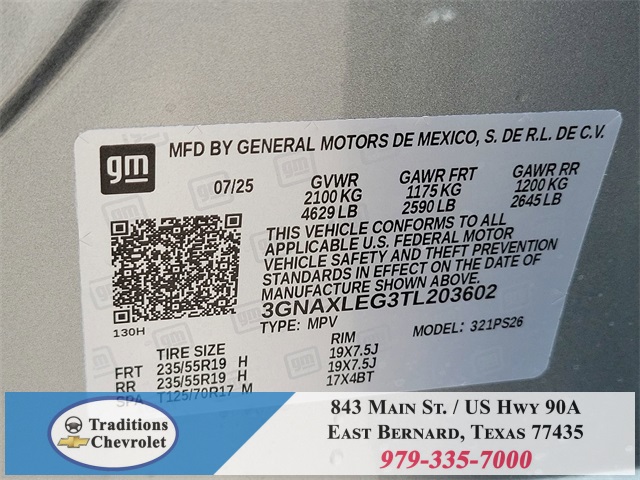 gm
MFD BY GENERAL MOTORS DE MEXICO, S. DE R.L. DE C.V.
07/25 GVWR GAWR FRT GAWR RR
2100 KG 1175 KG 1200 KG
4629 LB 2590 LB 2645 LB
THIS VEHICLE CONFORMS TO ALL
APPLICABLE U.S. FEDERAL MOTOR
VEHICLE SAFETY AND THEFT PREVENTION
STANDARDS IN EFFECT ON THE DATE OF
MANUFACTURE SHOWN ABOVE.
3GNAXLEG3TL203602
130H
TYPE: MPV MODEL: 321PS26
TIRE SIZE RIM
FRT 235/55R19 H 19X7.5J
RR 235/55R19 H 19X7.5J
SPA T125/70R17 M 17X4BT
Traditions
Chevrolet
843 Main St. / US Hwy 90A
East Bernard, Texas 77435
979-335-7000